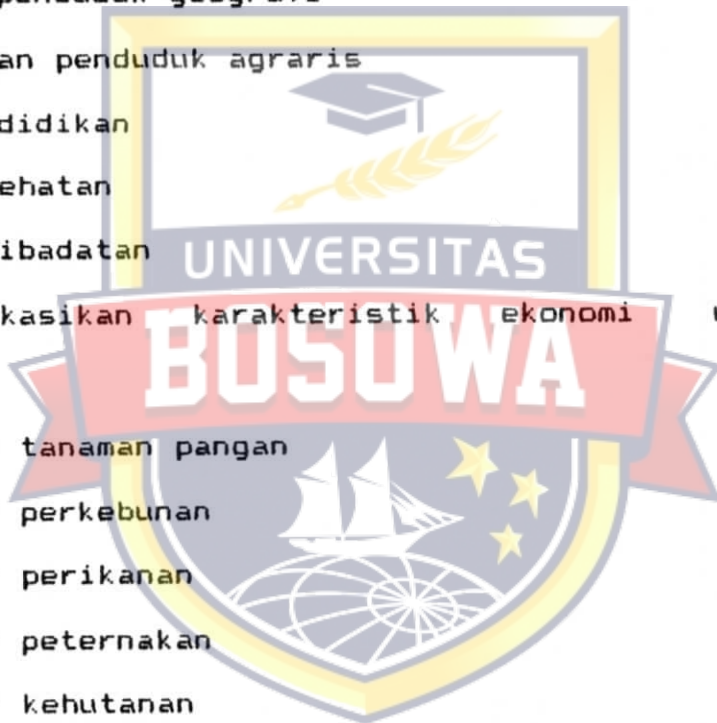 an penduduk agraris
didikan
ehatan
ibadatan
UNIVERSITAS
kasikan karakteristik ekonomi
BOSOWA
tanaman pangan
perkebunan
perikanan
peternakan
kehutanan